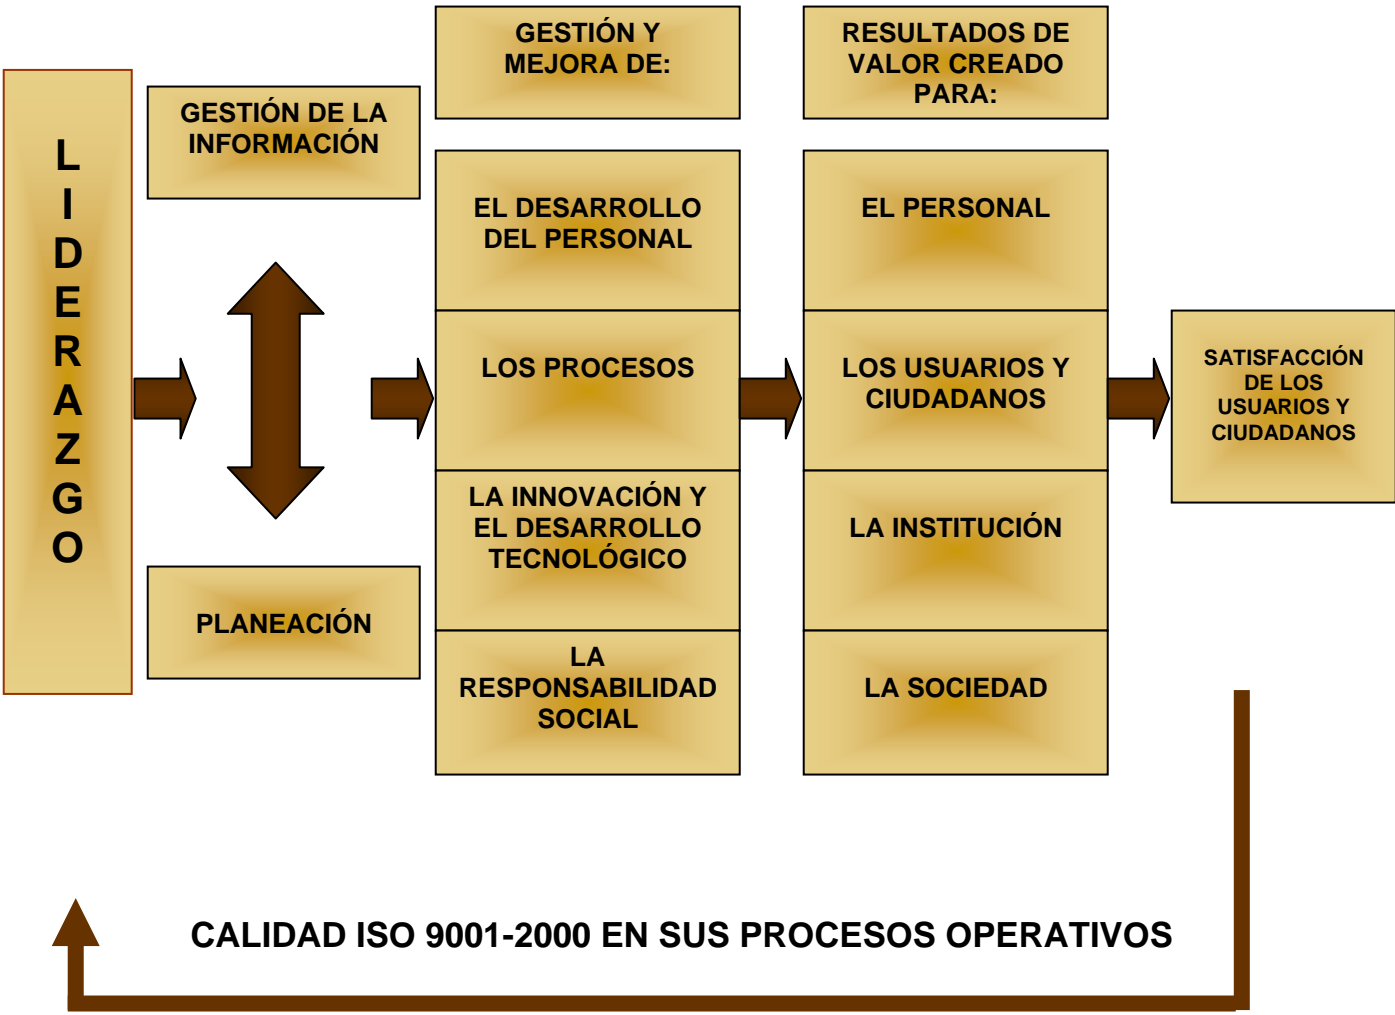 LIDERAZGO
GESTIÓN DE LA
INFORMACIÓN
PLANEACIÓN
GESTIÓN Y
MEJORA DE:
EL DESARROLLO
DEL PERSONAL
LOS PROCESOS
LA INNOVACIÓN Y
EL DESARROLLO
TECNOLÓGICO
LA
RESPONSABILIDAD
SOCIAL
RESULTADOS DE
VALOR CREADO
PARA:
EL PERSONAL
LOS USUARIOS Y
CIUDADANOS
LA INSTITUCIÓN
LA SOCIEDAD
SATISFACCIÓN
DE LOS
USUARIOS Y
CIUDADANOS
CALIDAD ISO 9001-2000 EN SUS PROCESOS OPERATIVOS